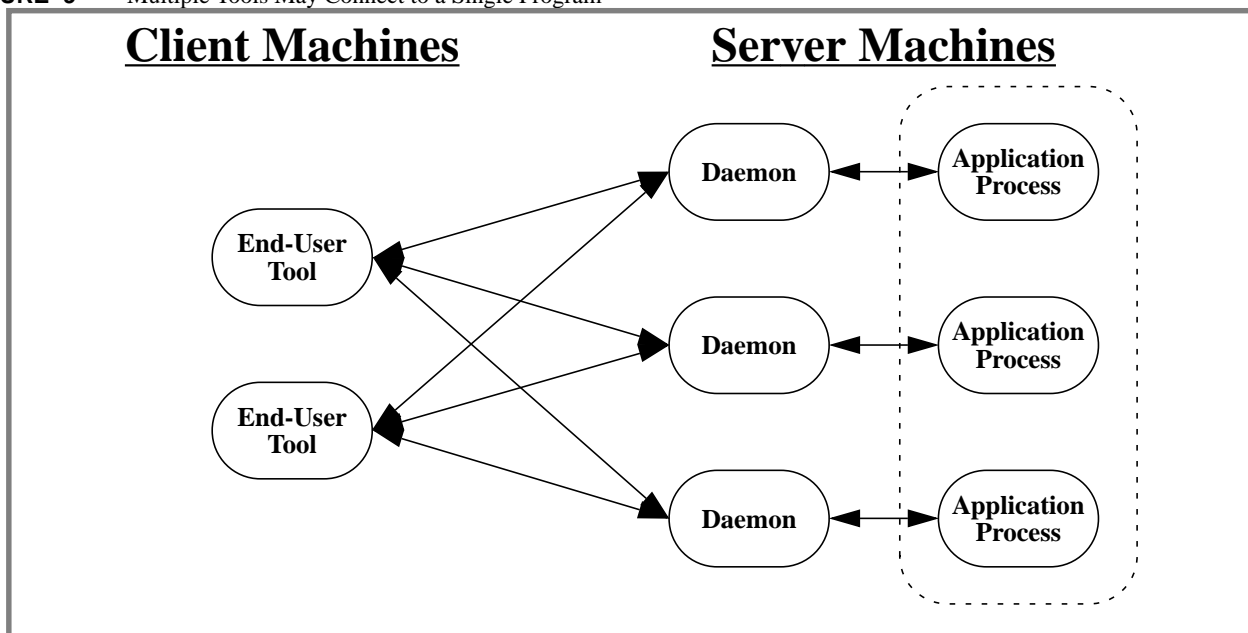 Multiple Tools May Connect to a Single Program
Client Machines
Server Machines
End-User
Tool
End-User
Tool
Daemon
Daemon
Daemon
Application
Process
Application
Process
Application
Process